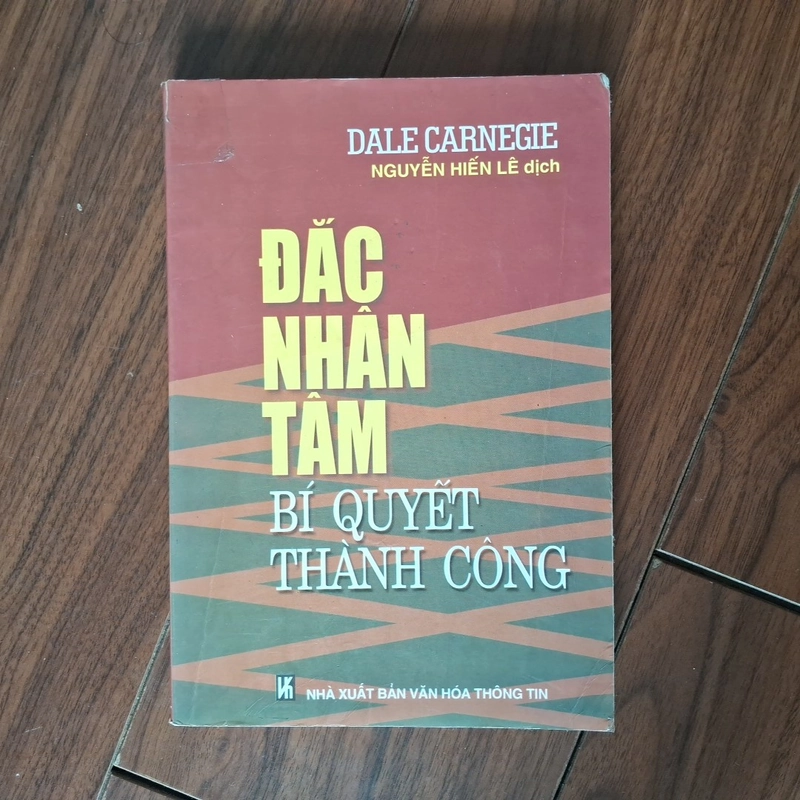 DALE CARNEGIE
NGUYỄN HIẾN LÊ dịch
ĐẮC
NHÂN
TÂM
BÍ QUYẾT
THÀNH CÔNG
NHÀ XUẤT BẢN VĂN HÓA THÔNG TIN